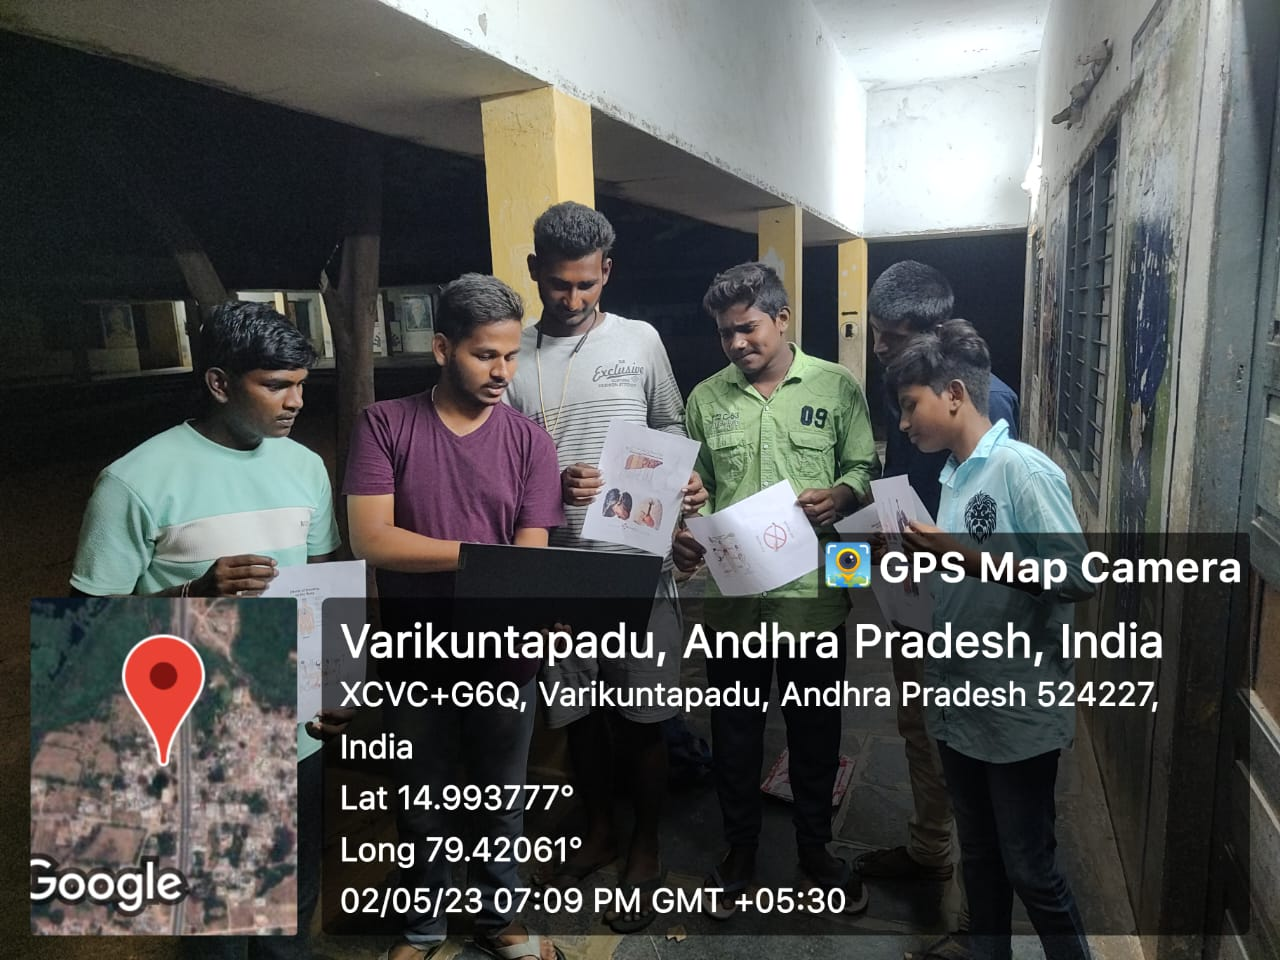 THE
Exclusive
09
GPS Map Camera
Varikuntapadu, Andhra Pradesh, India
XCVC+G6Q, Varikuntapadu, Andhra Pradesh 524227,
India
Lat 14.993777°
Long 79.42061°
02/05/23 07:09 PM GMT +05:30
Google